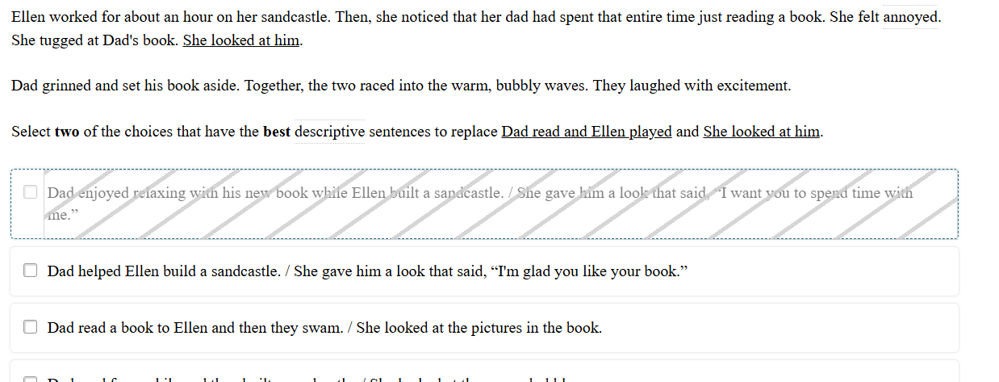 Ellen worked for about an hour on her sandcastle. Then, she noticed that her dad had spent that entire time just reading a book. She felt annoyed.
She tugged at Dad's book. She looked at him.
Dad grinned and set his book aside. Together, the two raced into the warm, bubbly waves. They laughed with excitement.
Select two of the choices that have the best descriptive sentences to replace Dad read and Ellen played and She looked at him.
Dad enjoyed relaxing with his new book while Ellen built a sandcastle. / She gave him a look that said, “I want you to spend time with
me.”
Dad helped Ellen build a sandcastle. / She gave him a look that said, “I'm glad you like your book.”
Dad read a book to Ellen and then they swam. / She looked at the pictures in the book.